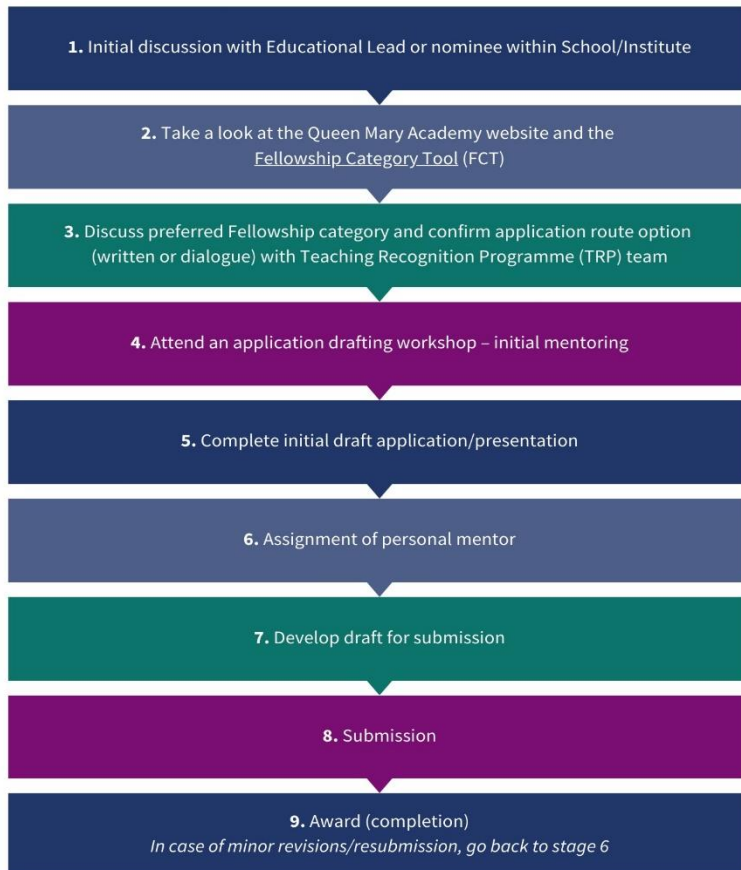 1. Initial discussion with Educational Lead or nominee within School/Institute
2. Take a look at the Queen Mary Academy website and the
Fellowship Category Tool (FCT)
3. Discuss preferred Fellowship category and confirm application route option
(written or dialogue) with Teaching Recognition Programme (TRP) team
4. Attend an application drafting workshop – initial mentoring
5. Complete initial draft application/presentation
6. Assignment of personal mentor
7. Develop draft for submission
8. Submission
9. Award (completion)
In case of minor revisions/resubmission, go back to stage 6